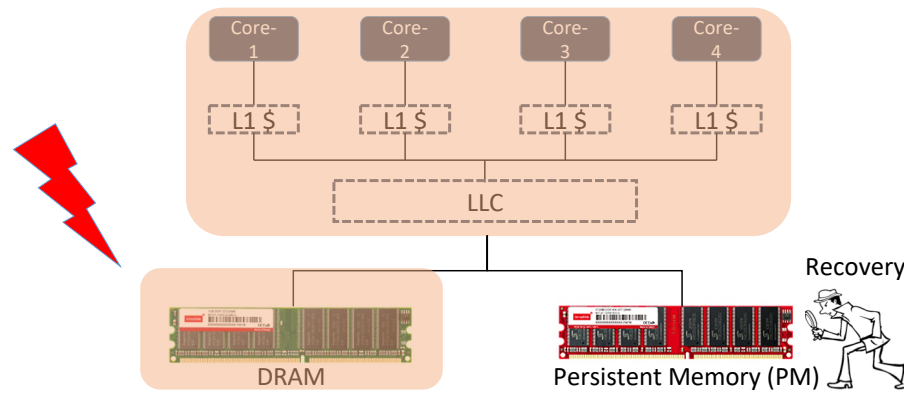 Core-
1
Core-
2
Core-
3
Core-
4
L1 $
L1 $
L1 $
L1 $
LLC
Recovery
DRAM
Persistent Memory (PM)